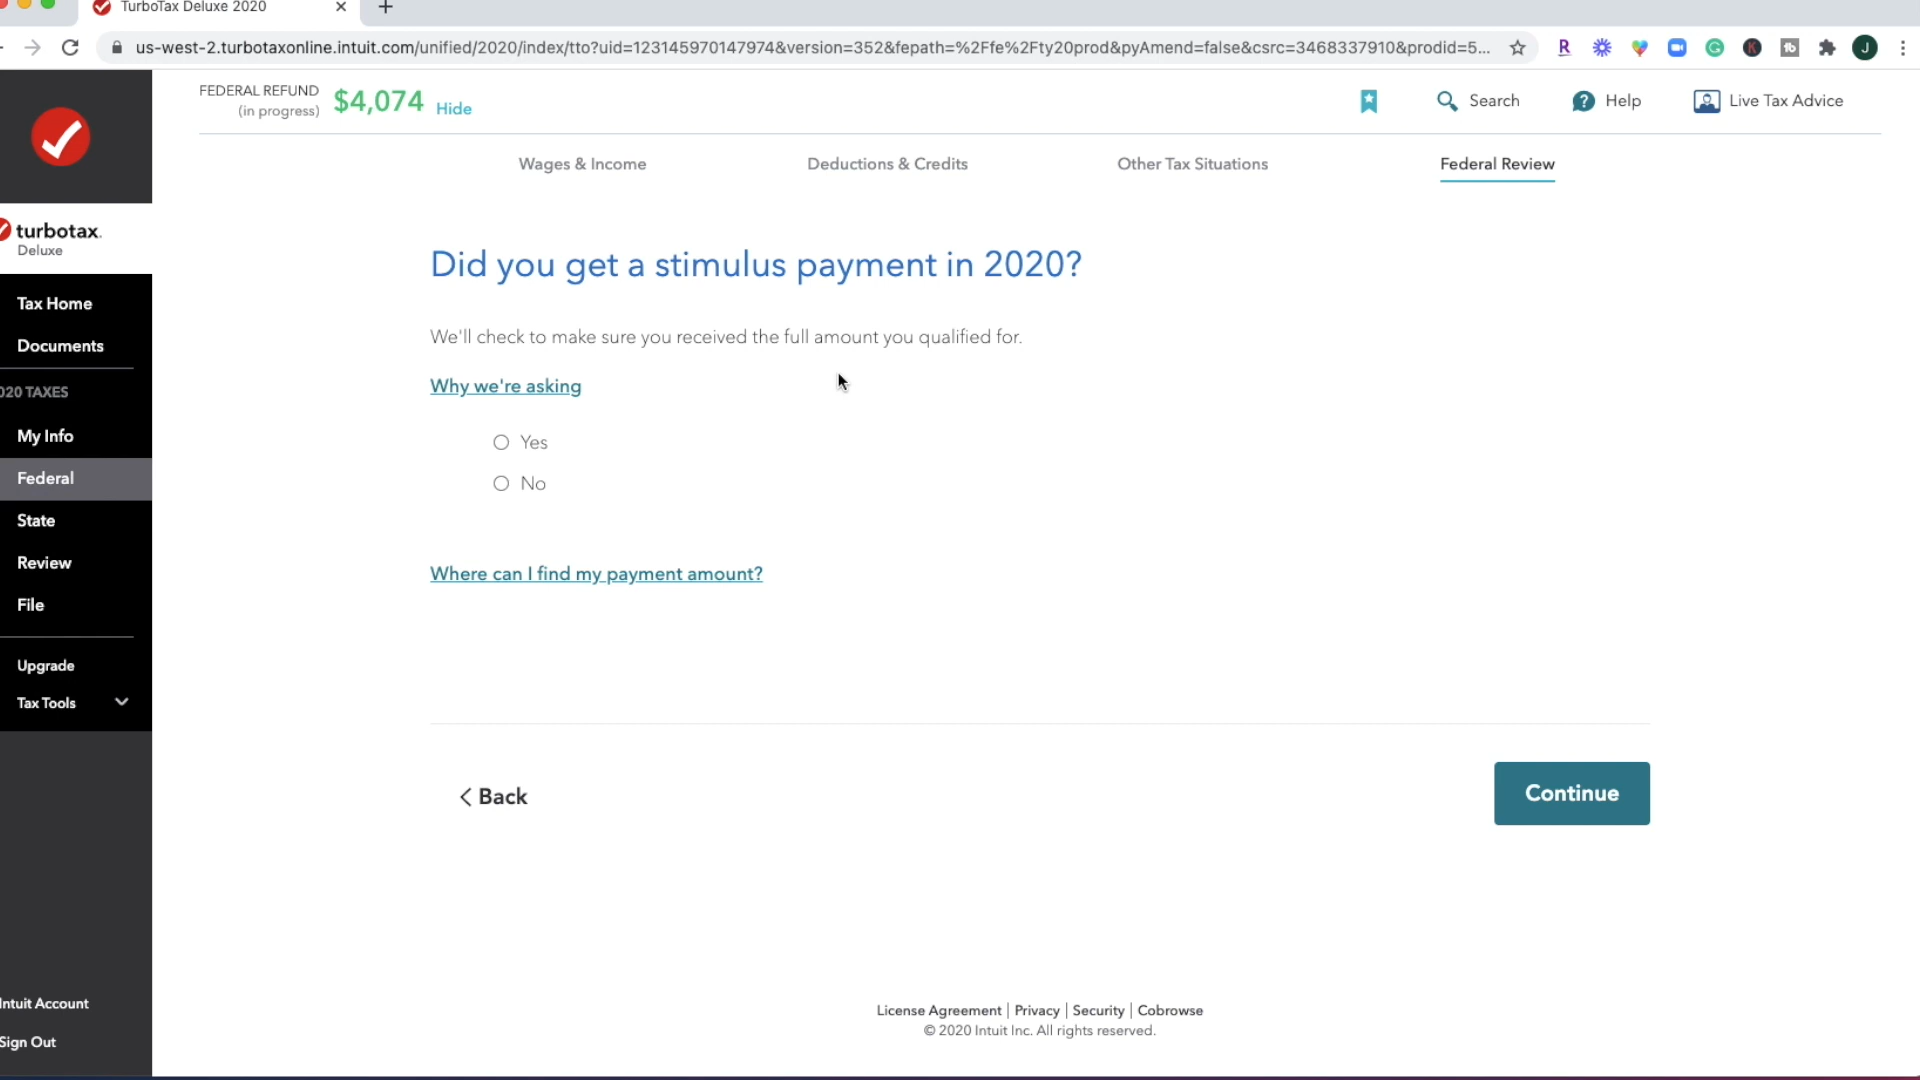 TurboTax Deluxe 2020
us-west-2.turbotaxonline.intuit.com/unified/2020/index/tto?uid=123145970147974&version=352&fepath=%2Ffe%2Fty20prod&pyAmend=false&csrc=3468337910&prodid=5...
FEDERAL REFUND
(in progress)
$4,074
Hide
Search
Help
Live Tax Advice
Wages & Income
Deductions & Credits
Other Tax Situations
Federal Review
turbotax.
Deluxe
Tax Home
Documents
020 TAXES
My Info
Federal
State
Review
File
Upgrade
Tax Tools
Intuit Account
Sign Out
Did you get a stimulus payment in 2020?
We'll check to make sure you received the full amount you qualified for.
Why we're asking
Yes
No
Where can I find my payment amount?
Back
Continue
License Agreement | Privacy | Security | Cobrowse
© 2020 Intuit Inc. All rights reserved.